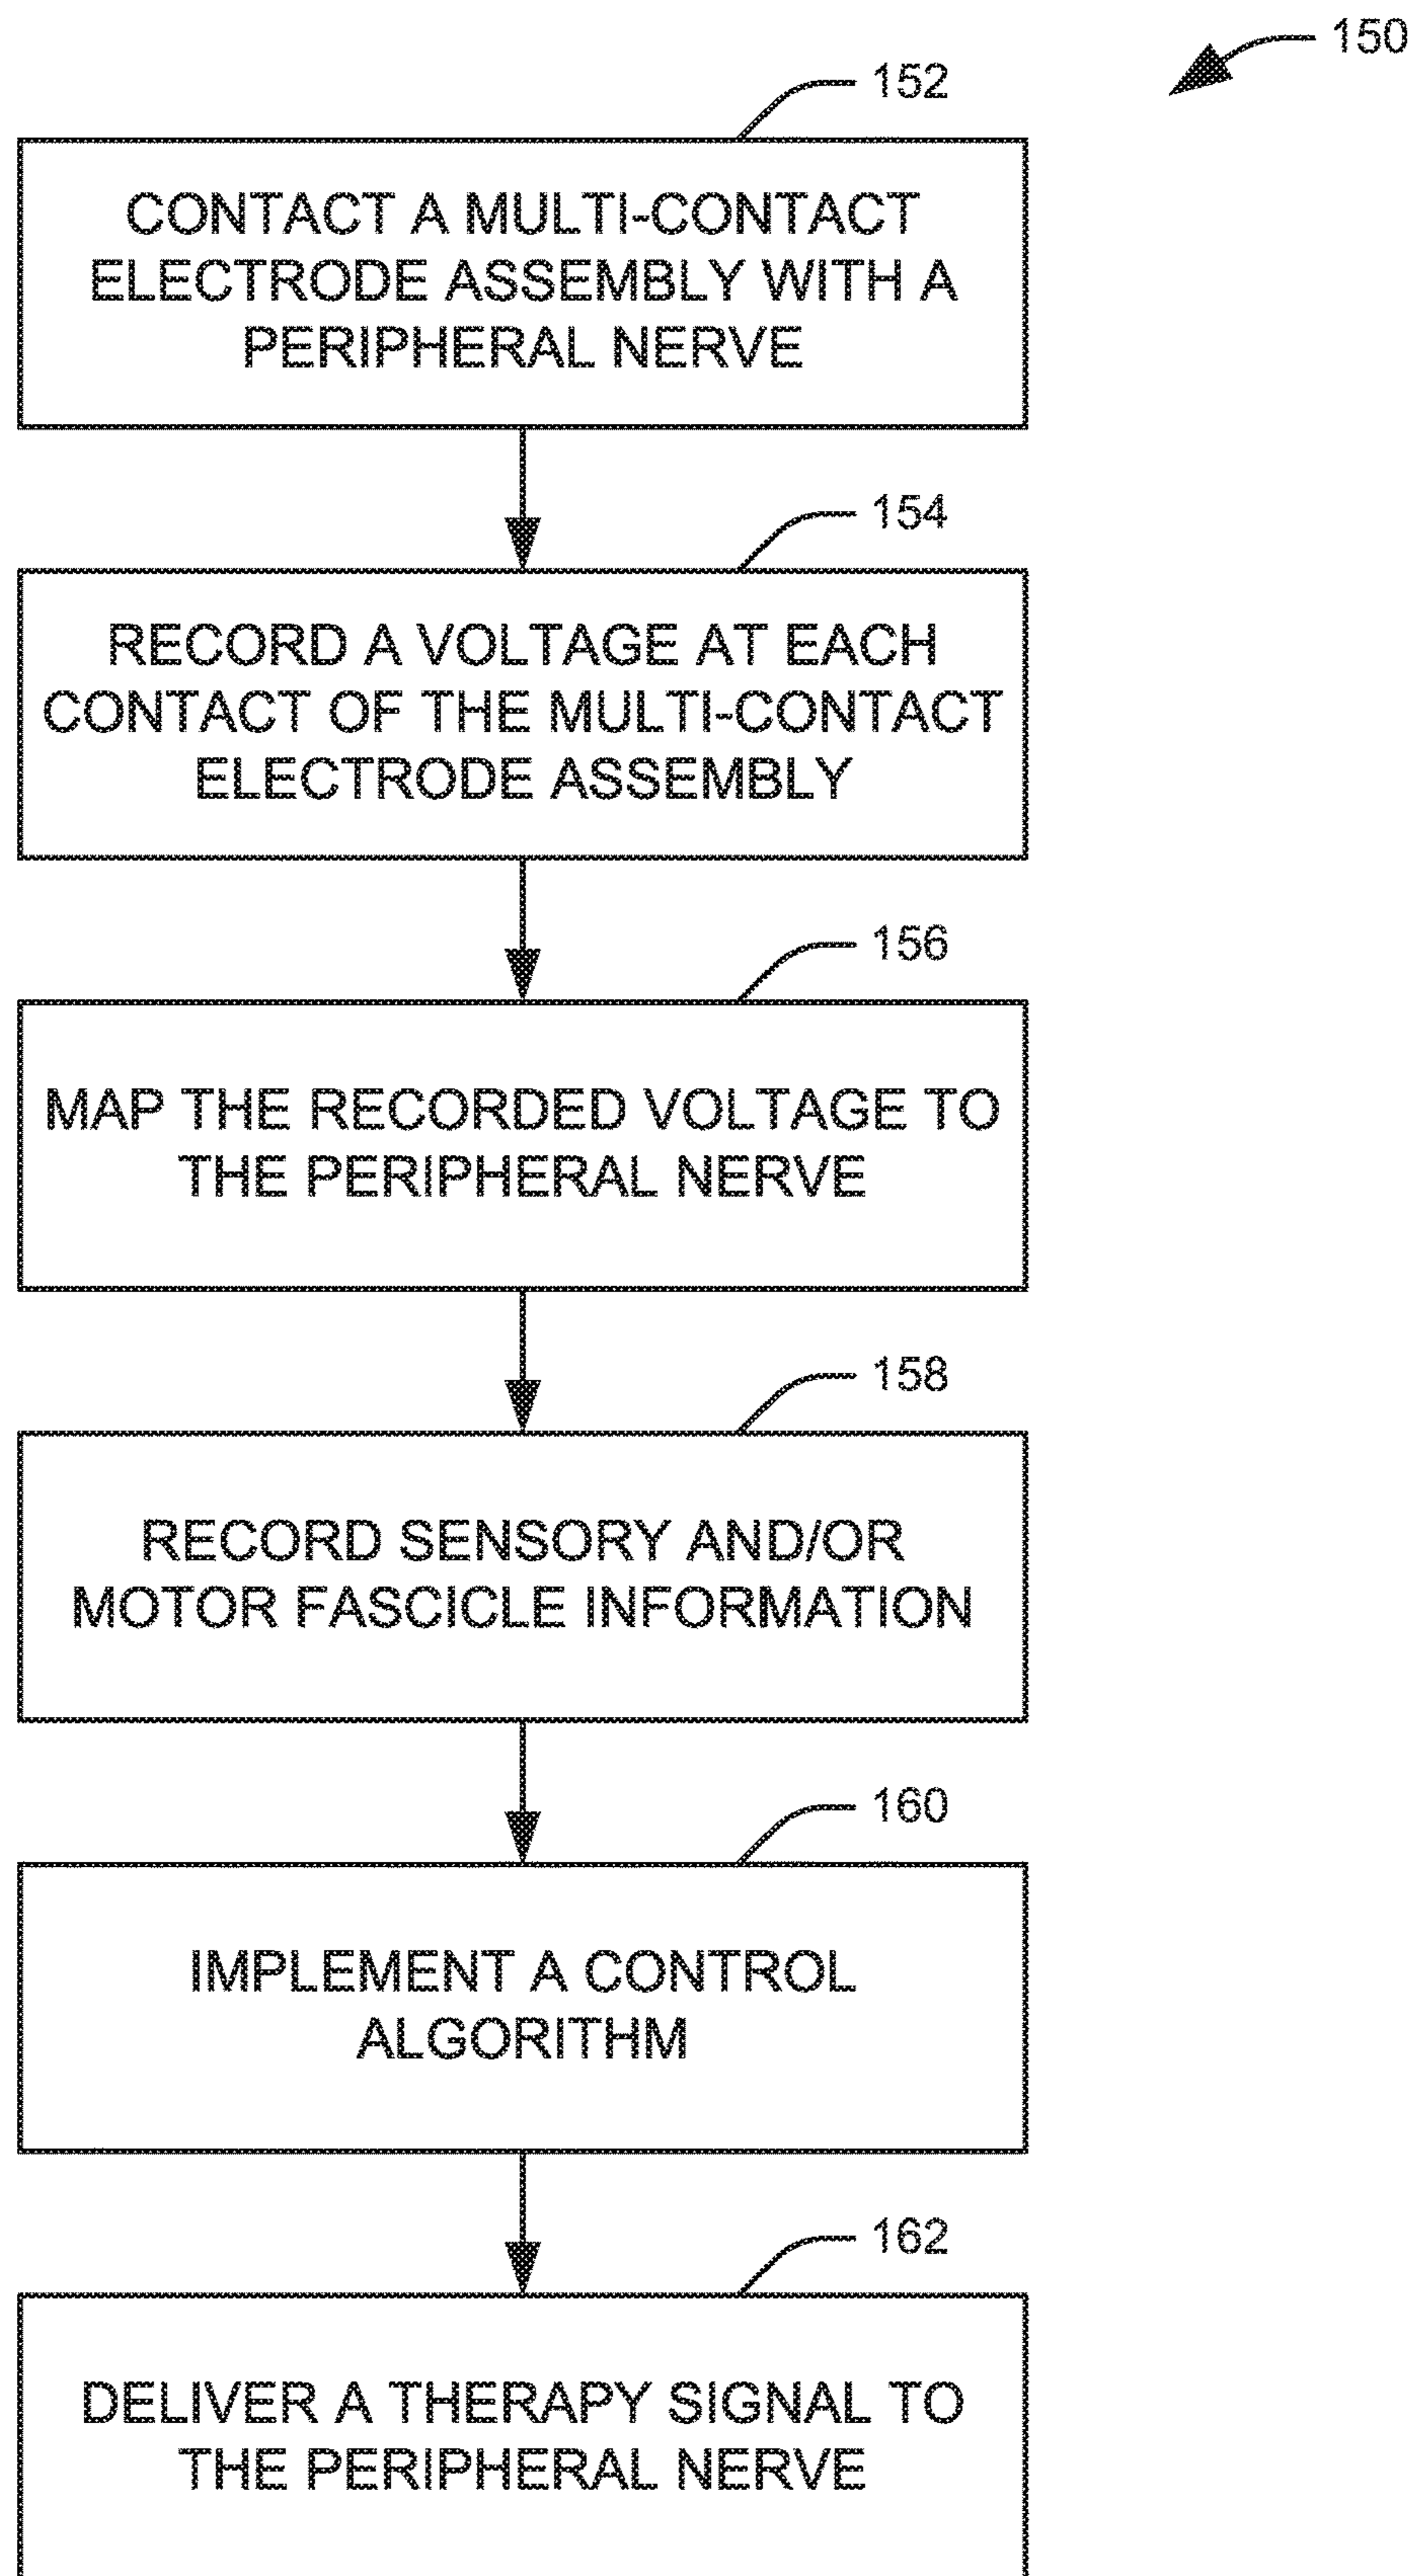 150
152
CONTACT A MULTI-CONTACT
ELECTRODE ASSEMBLY WITH A
PERIPHERAL NERVE
154
RECORD A VOLTAGE AT EACH
CONTACT OF THE MULTI-CONTACT
ELECTRODE ASSEMBLY
156
MAP THE RECORDED VOLTAGE TO
THE PERIPHERAL NERVE
158
RECORD SENSORY AND/OR
MOTOR FASCICLE INFORMATION
160
IMPLEMENT A CONTROL
ALGORITHM
162
DELIVER A THERAPY SIGNAL TO
THE PERIPHERAL NERVE